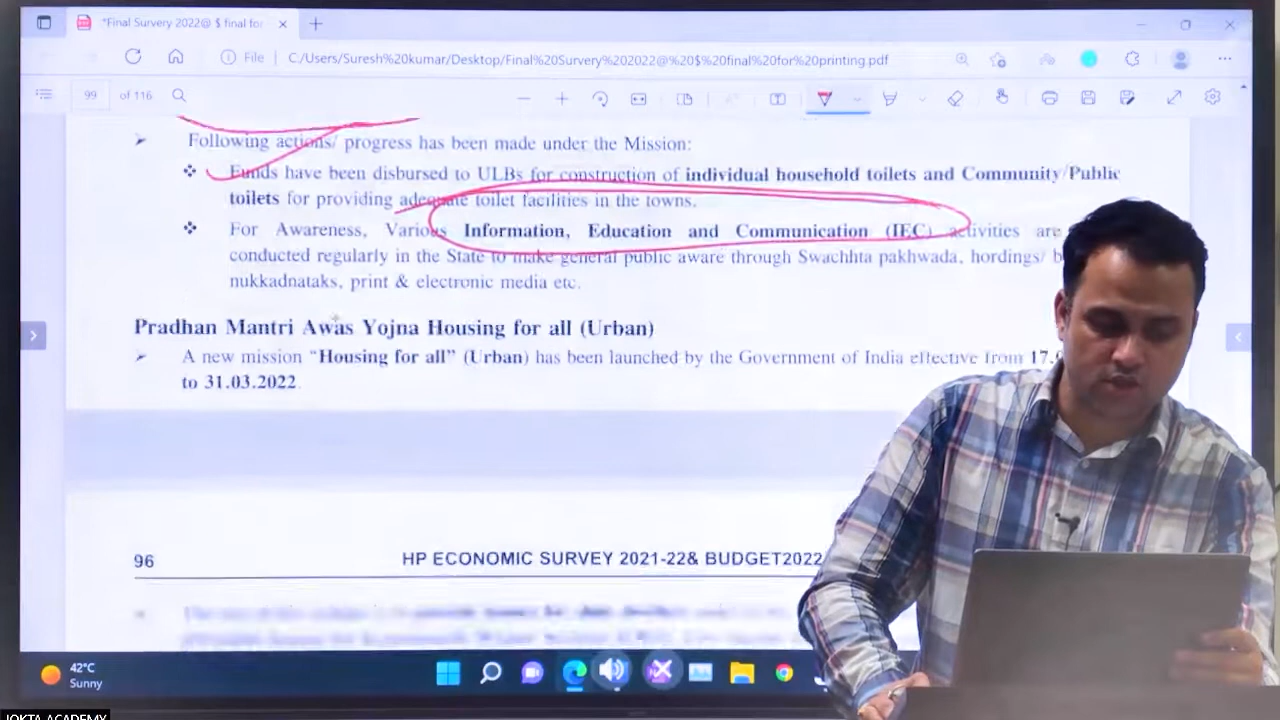 *Final Survery 2022@ $ final for
File C:/Users/Suresh%20kumar/Desktop/Final%20Survery%202022@%20$%20final%20for%20printing.pdf
99 of 116
Following actions/ progress has been made under the Mission:
Funds have been disbursed to ULBs for construction of individual household toilets and Community/Public
toilets for providing adequate toilet facilities in the towns.
For Awareness, Various Information, Education and Communication (IEC) activities are
conducted regularly in the State to make general public aware through Swachhta pakhwada, hordings/
nukkadnataks, print & electronic media etc.
Pradhan Mantri Awas Yojna Housing for all (Urban)
A new mission “Housing for all” (Urban) has been launched by the Government of India effective from 17.
to 31.03.2022.
96 HP ECONOMIC SURVEY 2021-22& BUDGET2022
42°C
Sunny
JOKTA ACADEMY